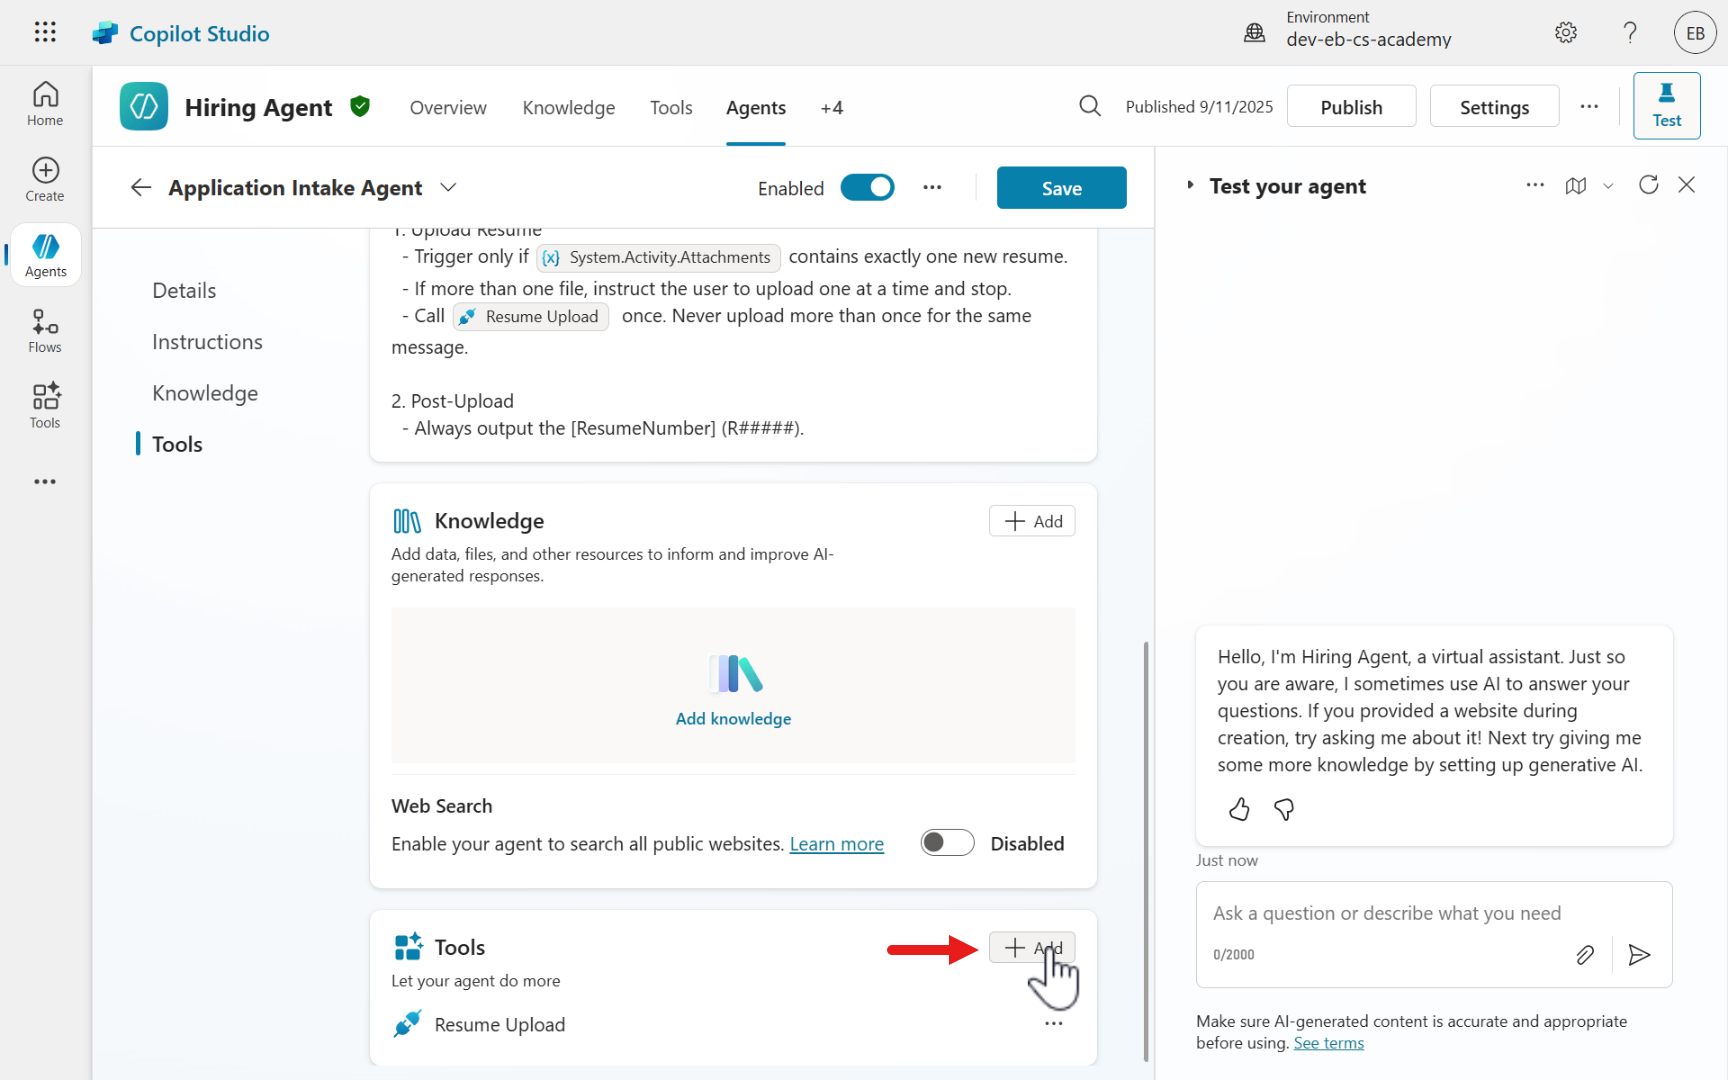 Copilot Studio
Environment
dev-eb-cs-academy
EB
Home
Create
Agents
Flows
Tools
Hiring Agent
Overview
Knowledge
Tools
Agents
+4
Published 9/11/2025
Publish
Settings
Test
Application Intake Agent
Enabled
Save
Details
Instructions
Knowledge
Tools
1. Upload Resume
- Trigger only if {x} System.Activity.Attachments contains exactly one new resume.
- If more than one file, instruct the user to upload one at a time and stop.
- Call Resume Upload once. Never upload more than once for the same
message.
2. Post-Upload
- Always output the [ResumeNumber] (R#####).
Knowledge
Add
Add data, files, and other resources to inform and improve AI-
generated responses.
Add knowledge
Web Search
Enable your agent to search all public websites. Learn more
Disabled
Tools
Add
Let your agent do more
Resume Upload
Test your agent
Hello, I'm Hiring Agent, a virtual assistant. Just so
you are aware, I sometimes use AI to answer your
questions. If you provided a website during
creation, try asking me about it! Next try giving me
some more knowledge by setting up generative AI.
Just now
Ask a question or describe what you need
0/2000
Make sure AI-generated content is accurate and appropriate
before using. See terms